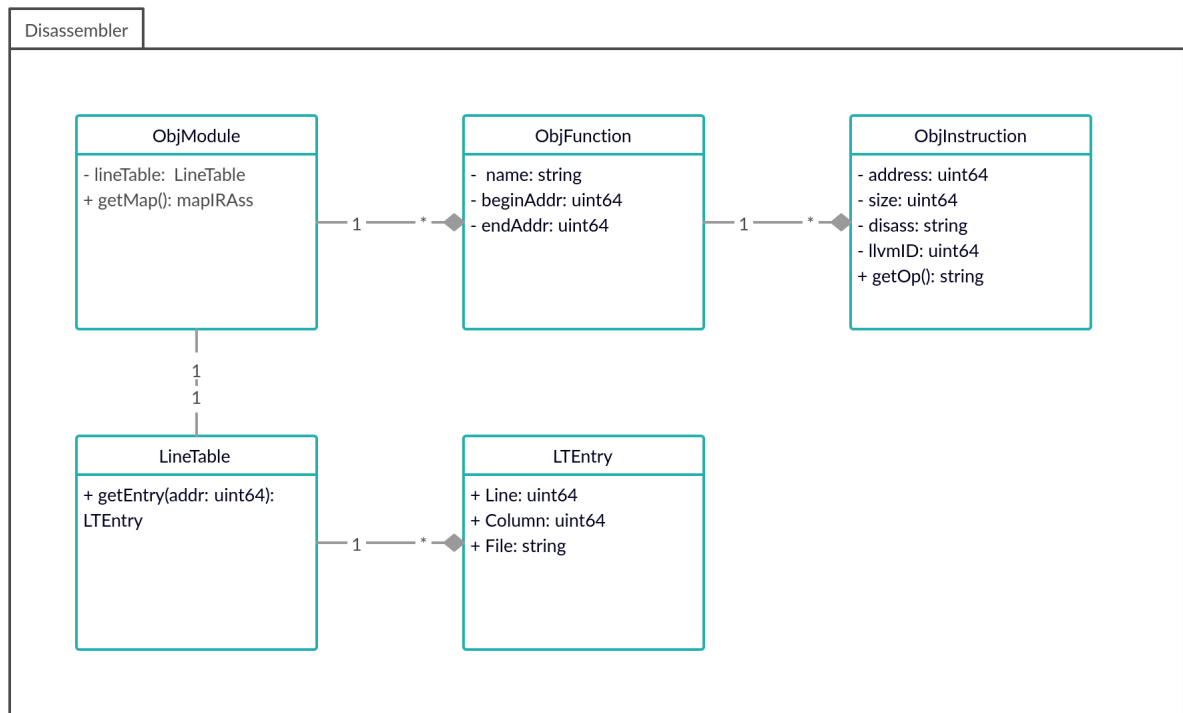 Disassembler
ObjModule
- lineTable: LineTable
+ getMap(): mapIRAss
1
*
ObjFunction
- name: string
- beginAddr: uint64
- endAddr: uint64
1
*
ObjInstruction
- address: uint64
- size: uint64
- disass: string
- llvmID: uint64
+ getOp(): string
1
1
LineTable
+ getEntry(addr: uint64):
LTEntry
1
*
LTEntry
+ Line: uint64
+ Column: uint64
+ File: string